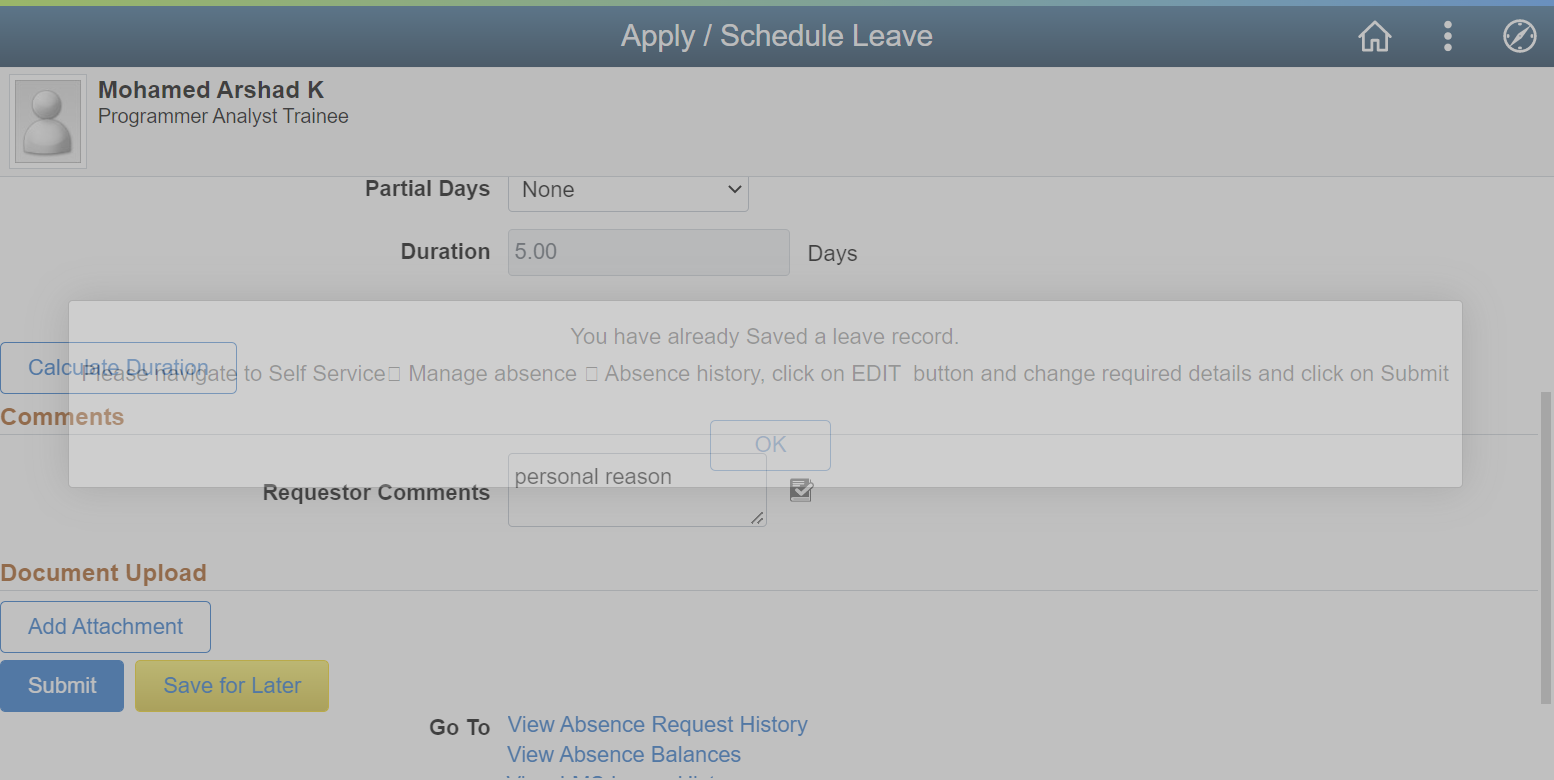 Apply / Schedule Leave
Mohamed Arshad K
Programmer Analyst Trainee
Partial Days None
Duration 5.00 Days
You have already Saved a leave record.
Calculate Duration
Please navigate to Self Service▯ Manage absence ▯ Absence history, click on EDIT button and change required details and click on Submit
Comments
OK
Requestor Comments personal reason
Document Upload
Add Attachment
Submit Save for Later
Go To View Absence Request History
View Absence Balances